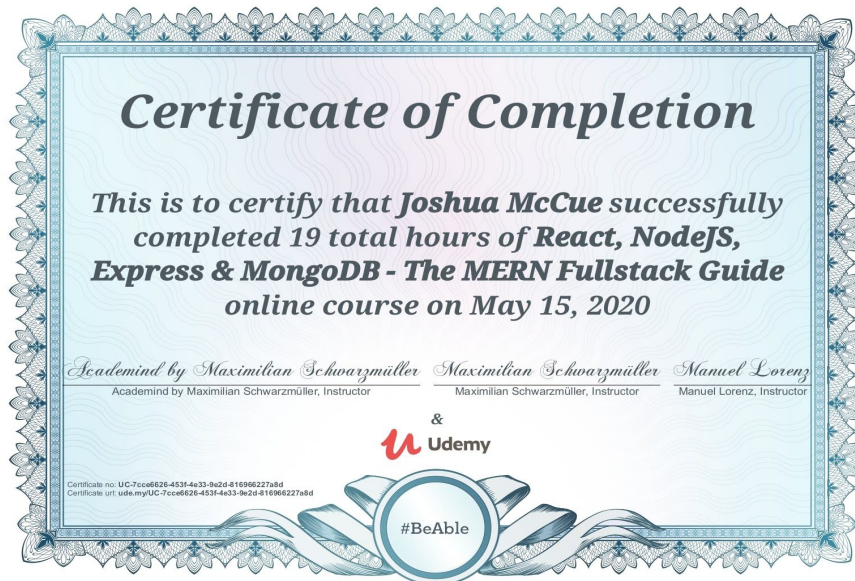 Certificate of Completion
This is to certify that Joshua McCue successfully
completed 19 total hours of React, NodeJS,
Express & MongoDB - The MERN Fullstack Guide
online course on May 15, 2020
Academind by Maximilian Schwarzmüller
Maximilian Schwarzmüller
Manuel Lorenz
Academind by Maximilian Schwarzmüller, Instructor
Maximilian Schwarzmüller, Instructor
Manuel Lorenz, Instructor
&
Udemy
Certificate no: UC-7cce6626-453f-4e33-9e2d-816966227a8d
Certificate url: ude.my/UC-7cce6626-453f-4e33-9e2d-816966227a8d
#BeAble